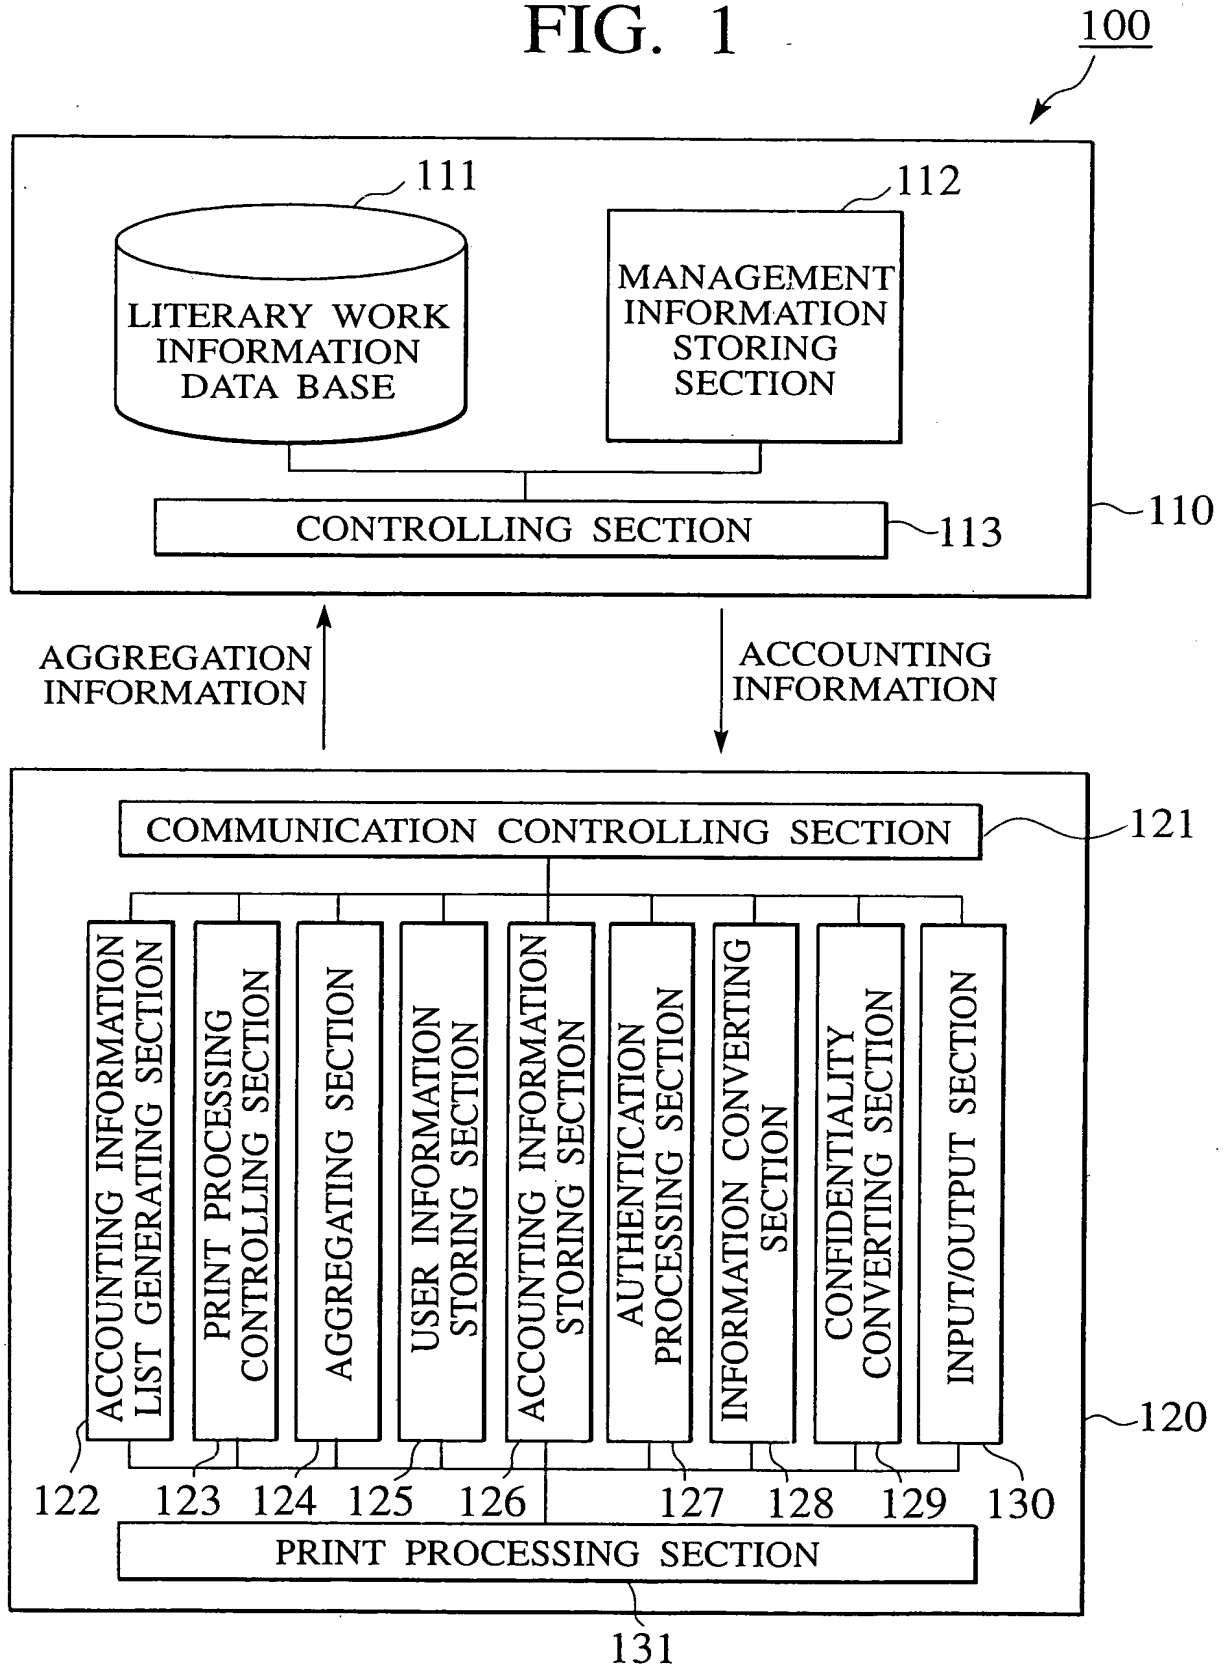 FIG. 1
100
111
112
LITERARY WORK
INFORMATION
DATA BASE
MANAGEMENT
INFORMATION
STORING
SECTION
CONTROLLING SECTION
113
110
AGGREGATION
INFORMATION
ACCOUNTING
INFORMATION
COMMUNICATION CONTROLLING SECTION
121
ACCOUNTING INFORMATION
LIST GENERATING SECTION
PRINT PROCESSING
CONTROLLING SECTION
AGGREGATING SECTION
USER INFORMATION
STORING SECTION
ACCOUNTING INFORMATION
STORING SECTION
AUTHENTICATION
PROCESSING SECTION
INFORMATION CONVERTING
SECTION
CONFIDENTIALITY
CONVERTING SECTION
INPUT/OUTPUT SECTION
120
122
123
124
125
126
127
128
129
130
PRINT PROCESSING SECTION
131